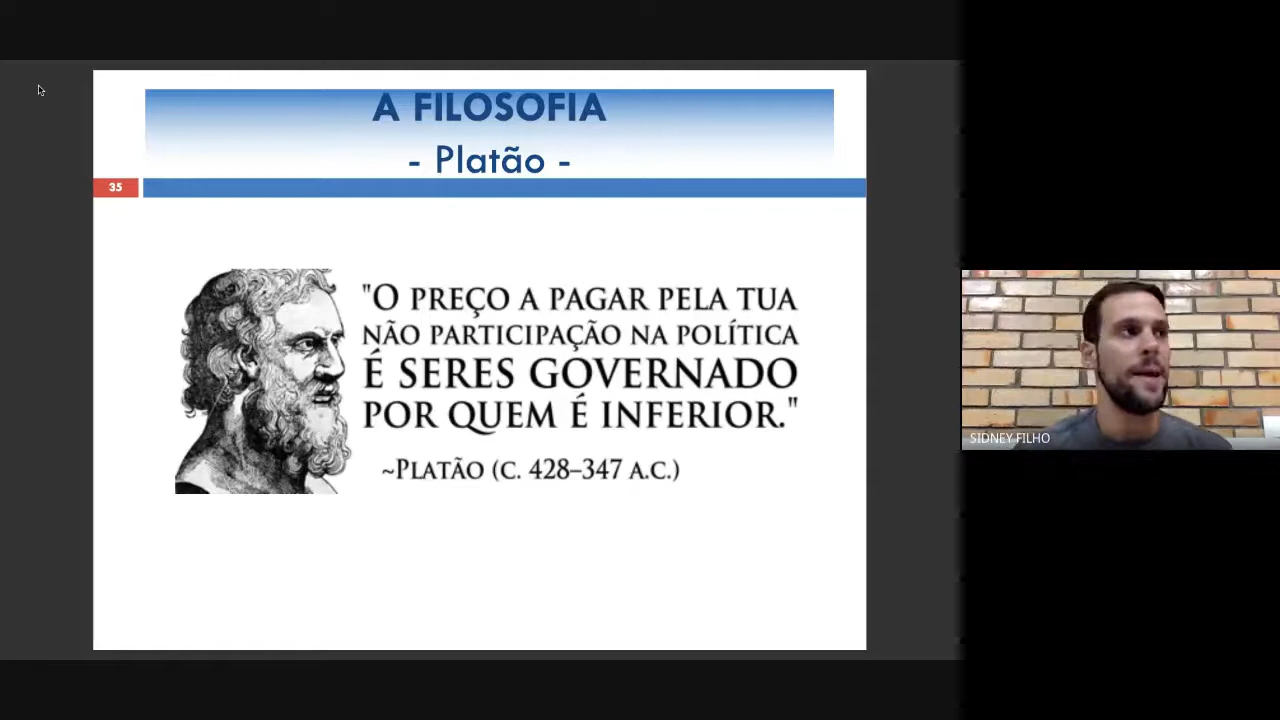 A FILOSOFIA
- Platão -
35
"O PREÇO A PAGAR PELA TUA
NÃO PARTICIPAÇÃO NA POLÍTICA
É SERES GOVERNADO
POR QUEM É INFERIOR."
~PLATÃO (C. 428–347 A.C.)
SIDNEY FILHO